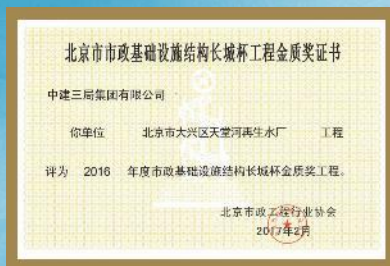 北京市市政基础设施结构长城杯工程金质奖证书
中建三局集团有限公司
你单位 北京市大兴区天堂河再生水厂 工程
评为 2016 年度市政基础设施结构长城杯金质奖工程。
北京市政工程行业协会
2017年2月